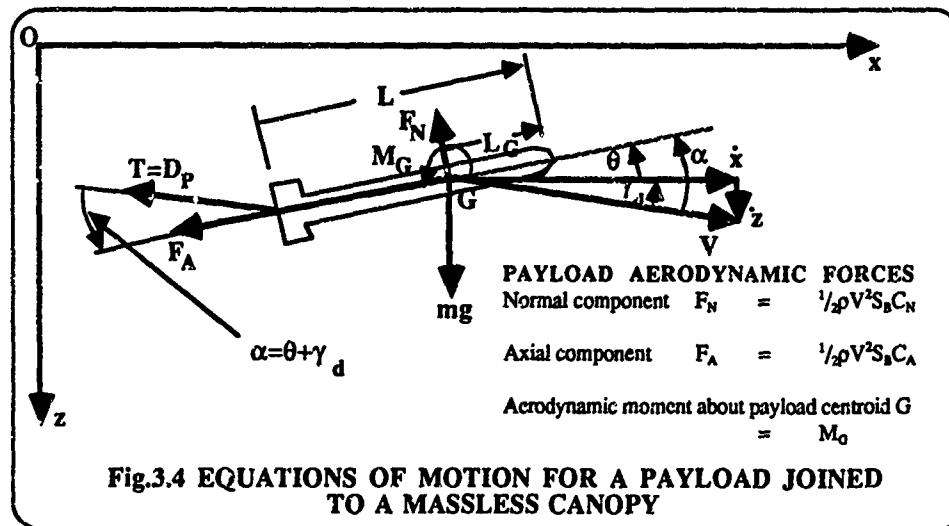 O
x
L
F_N
L_G
M_G
θ
α
ẋ
T=D_P
G
γ_d
ż
F_A
V
mg
PAYLOAD AERODYNAMIC FORCES
Normal component F_N = ½ρV²S_BC_N
α=θ+γ_d
Axial component F_A = ½ρV²S_BC_A
z
Aerodynamic moment about payload centroid G
= M_G
Fig.3.4 EQUATIONS OF MOTION FOR A PAYLOAD JOINED
TO A MASSLESS CANOPY